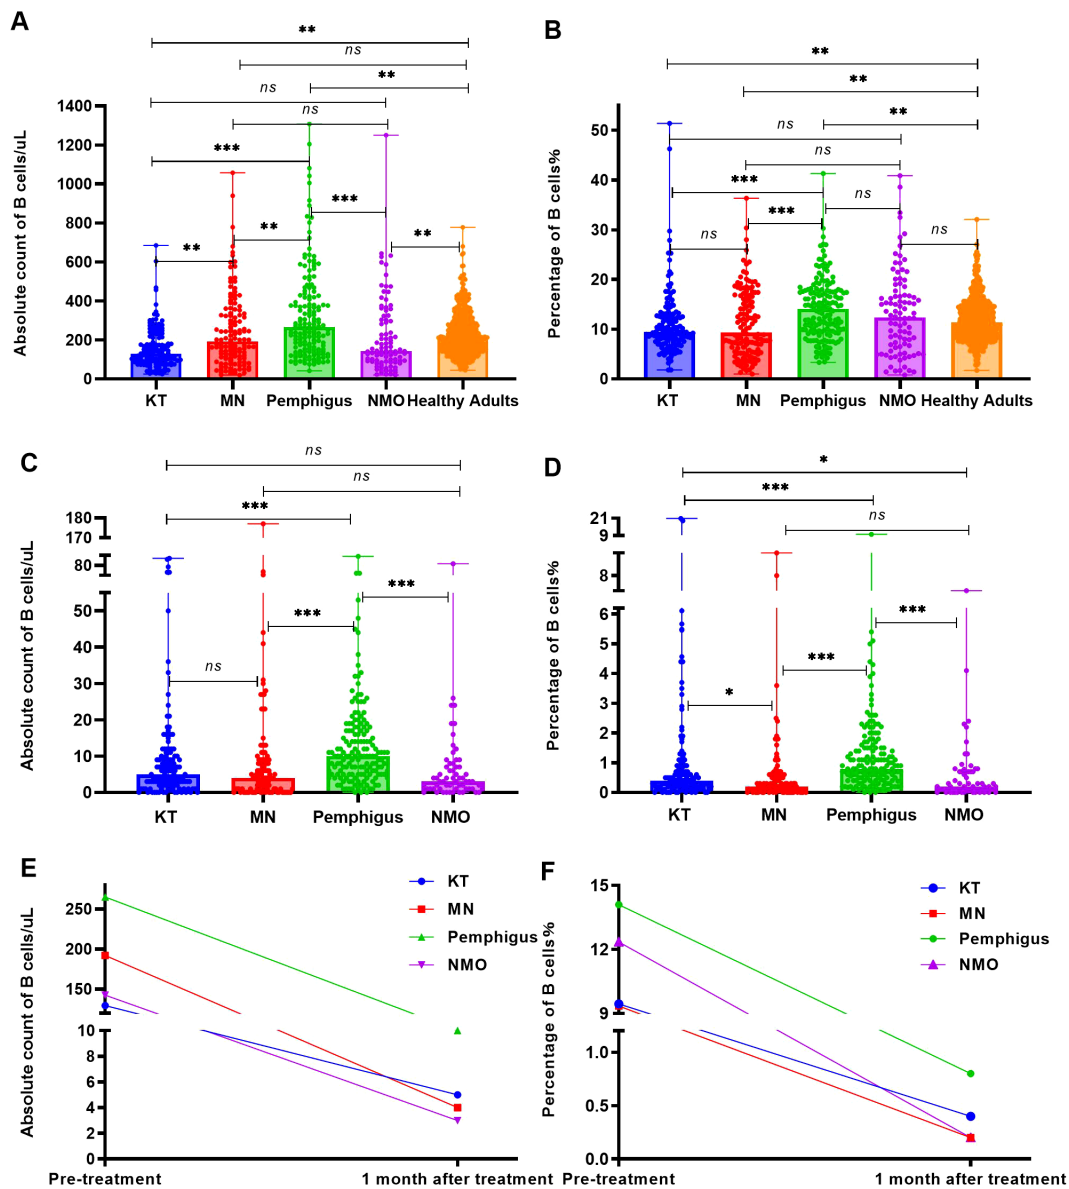 A
B
**
ns
**
ns
ns
***
**
***
**
**
Absolute count of B cells/uL
1400
1200
1000
800
600
400
200
0
KT
MN
Pemphigus
NMO
Healthy Adults
**
**
**
ns
ns
***
ns
***
ns
ns
Percentage of B cells%
50
40
30
20
10
0
KT
MN
Pemphigus
NMO
Healthy Adults
C
D
ns
ns
***
***
***
ns
Absolute count of B cells/uL
180
170
80
50
40
30
20
10
0
KT
MN
Pemphigus
NMO
*
***
ns
***
***
*
Percentage of B cells%
21
9
8
6
5
4
3
2
1
0
KT
MN
Pemphigus
NMO
E
F
KT
MN
Pemphigus
NMO
Absolute count of B cells/uL
250
200
150
10
8
6
4
2
0
Pre-treatment
1 month after treatment
KT
MN
Pemphigus
NMO
Percentage of B cells%
15
12
9
1.0
0.5
0.0
Pre-treatment
1 month after treatment